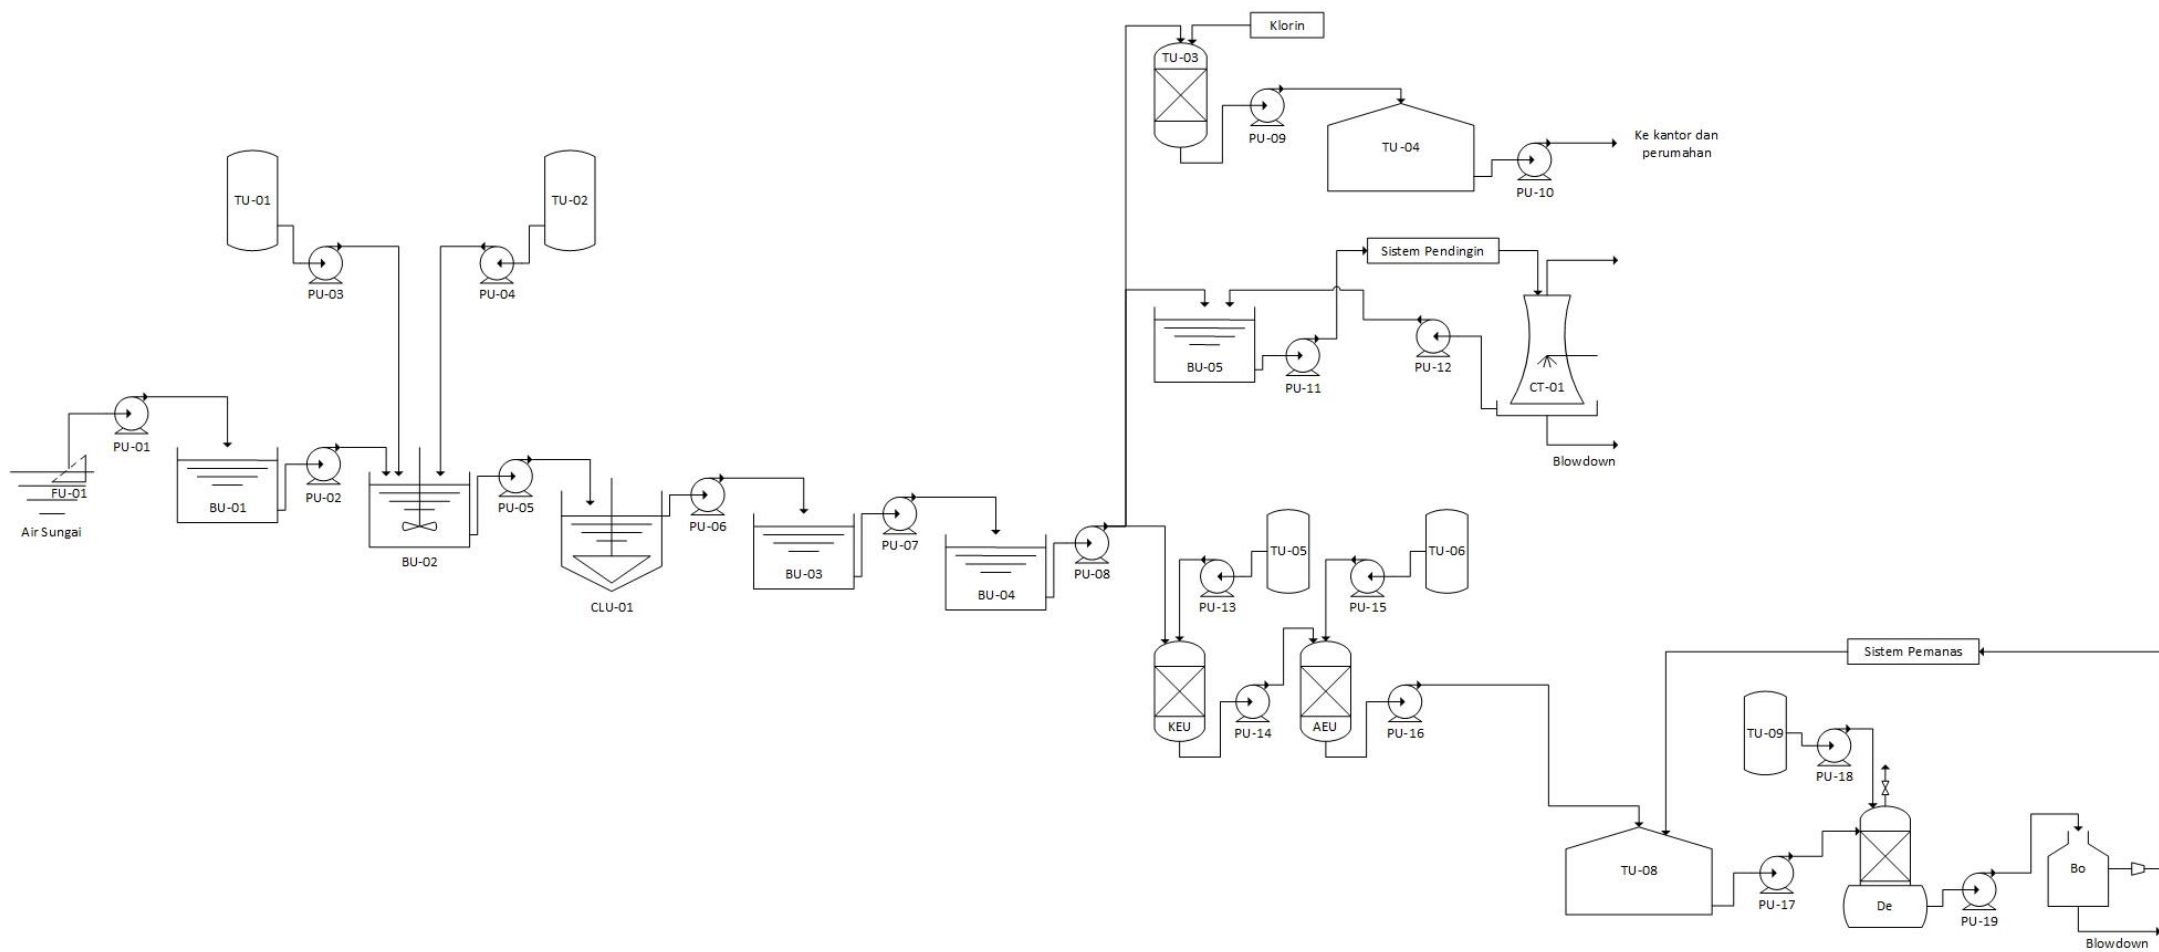 Klorin
TU-03
PU-09
TU-04
Ke kantor dan
perumahan
PU-10
TU-01
TU-02
PU-03
PU-04
Sistem Pendingin
BU-05
PU-11
PU-12
CT-01
Blowdown
PU-01
FU-01
Air Sungai
BU-01
PU-02
BU-02
PU-05
CLU-01
PU-06
BU-03
PU-07
BU-04
PU-08
TU-05
PU-13
TU-06
PU-15
KEU
PU-14
AEU
PU-16
Sistem Pemanas
TU-09
PU-18
TU-08
PU-17
De
PU-19
Bo
Blowdown